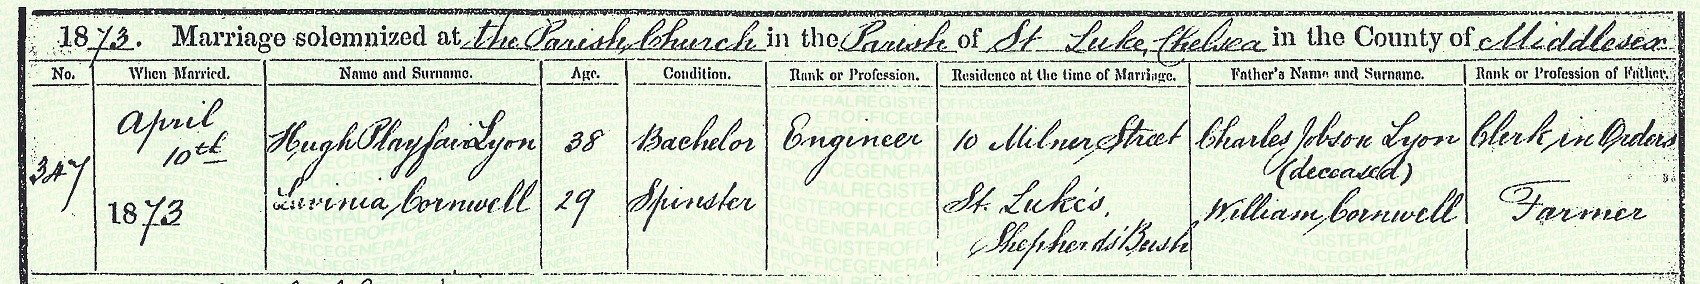 1873. Marriage solemnized at the Parish Church in the Parish of St Luke, Chelsea in the County of Middlesex
No. When Married. Name and Surname. Age. Condition. Rank or Profession. Residence at the time of Marriage. Father's Name and Surname. Rank or Profession of Father.
347 April 10th 1873
Hugh Playfair Lyon 38 Bachelor Engineer 10 Milner Street Charles Jobson Lyon (deceased) Clerk in Orders
Lavinia Cornwell 29 Spinster St. Luke's, Shepherds' Bush William Cornwell Farmer